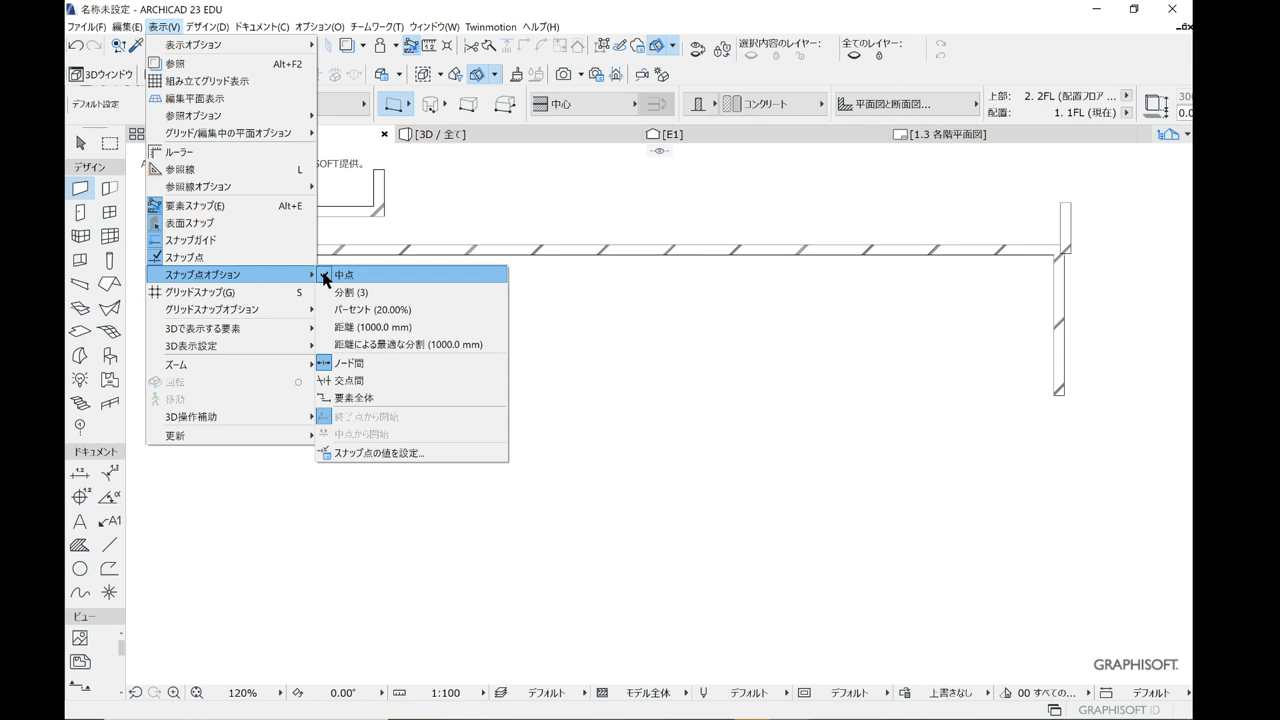 名称未設定 - ARCHICAD 23 EDU
ファイル(F) 編集(E) 表示(V) デザイン(D) ドキュメント(C) オプション(O) チームワーク(T) ウィンドウ(W) Twinmotion ヘルプ(H)
選択内容のレイヤー:
全てのレイヤー:
3Dウィンドウ
デフォルト設定
中心
コンクリート
平面図と断面図...
上部: 2. 2FL (配置フロア ...
配置: 1. 1FL (現在)
300
0.0
[3D / 全て]
[E1]
[1.3 各階平面図]
SOFT提供。
表示オプション
参照 Alt+F2
組み立てグリッド表示
編集平面表示
参照オプション
グリッド/編集中の平面オプション
ルーラー
参照線 L
参照線オプション
要素スナップ(E) Alt+E
表面スナップ
スナップガイド
スナップ点
スナップ点オプション
グリッドスナップ(G) S
グリッドスナップオプション
3Dで表示する要素
3D表示設定
ズーム
回転 O
移動
3D操作補助
更新
中点
分割 (3)
パーセント (20.00%)
距離 (1000.0 mm)
距離による最適な分割 (1000.0 mm)
ノード間
交点間
要素全体
終了点から開始
中点から開始
スナップ点の値を設定...
デザイン
ドキュメント
ビュー
GRAPHISOFT.
120% 0.00° 1:100 デフォルト モデル全体 デフォルト デフォルト 上書きなし 00 すべての... デフォルト
GRAPHISOFT ID